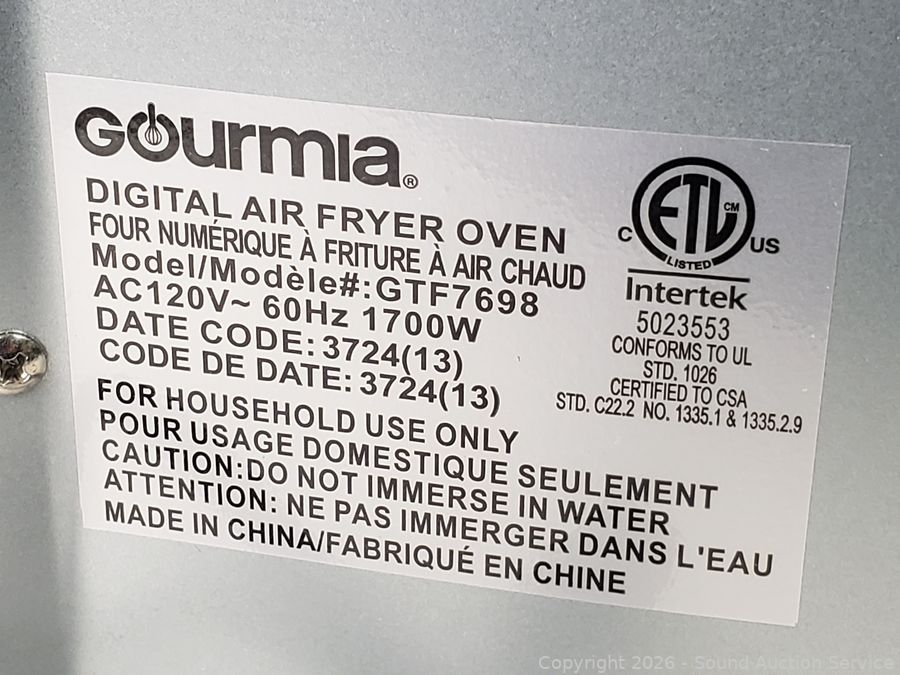 GOURMIA®
DIGITAL AIR FRYER OVEN
FOUR NUMÉRIQUE À FRITURE À AIR CHAUD
Model/Modèle#:GTF7698
AC120V~ 60Hz 1700W
DATE CODE: 3724(13)
CODE DE DATE: 3724(13)
FOR HOUSEHOLD USE ONLY
POUR USAGE DOMESTIQUE SEULEMENT
CAUTION:DO NOT IMMERSE IN WATER
ATTENTION: NE PAS IMMERGER DANS L'EAU
MADE IN CHINA/FABRIQUÉ EN CHINE
ETL CM
C US
LISTED
Intertek
5023553
CONFORMS TO UL
STD. 1026
CERTIFIED TO CSA
STD. C22.2 NO. 1335.1 & 1335.2.9
Copyright 2026 - Sound Auction Service